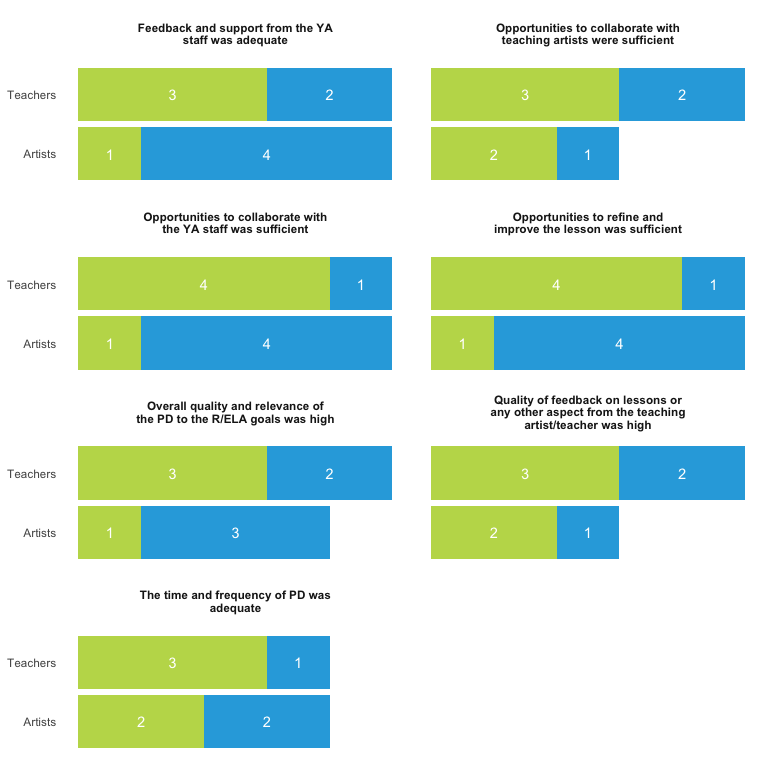 Feedback and support from the YA
staff was adequate
Teachers
3
2
Artists
1
4
Opportunities to collaborate with
teaching artists were sufficient
3
2
2
1
Opportunities to collaborate with
the YA staff was sufficient
Teachers
4
1
Artists
1
4
Opportunities to refine and
improve the lesson was sufficient
4
1
1
4
Overall quality and relevance of
the PD to the R/ELA goals was high
Teachers
3
2
Artists
1
3
Quality of feedback on lessons or
any other aspect from the teaching
artist/teacher was high
3
2
2
1
The time and frequency of PD was
adequate
Teachers
3
1
Artists
2
2